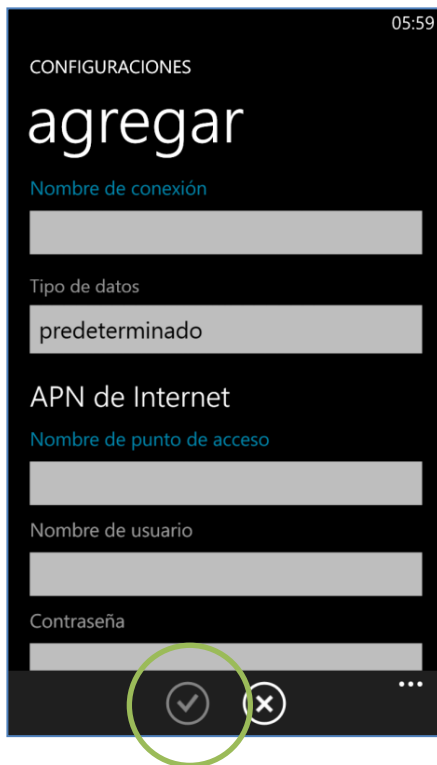 05:59
CONFIGURACIONES
agregar
Nombre de conexión
Tipo de datos
predeterminado
APN de Internet
Nombre de punto de acceso
Nombre de usuario
Contraseña